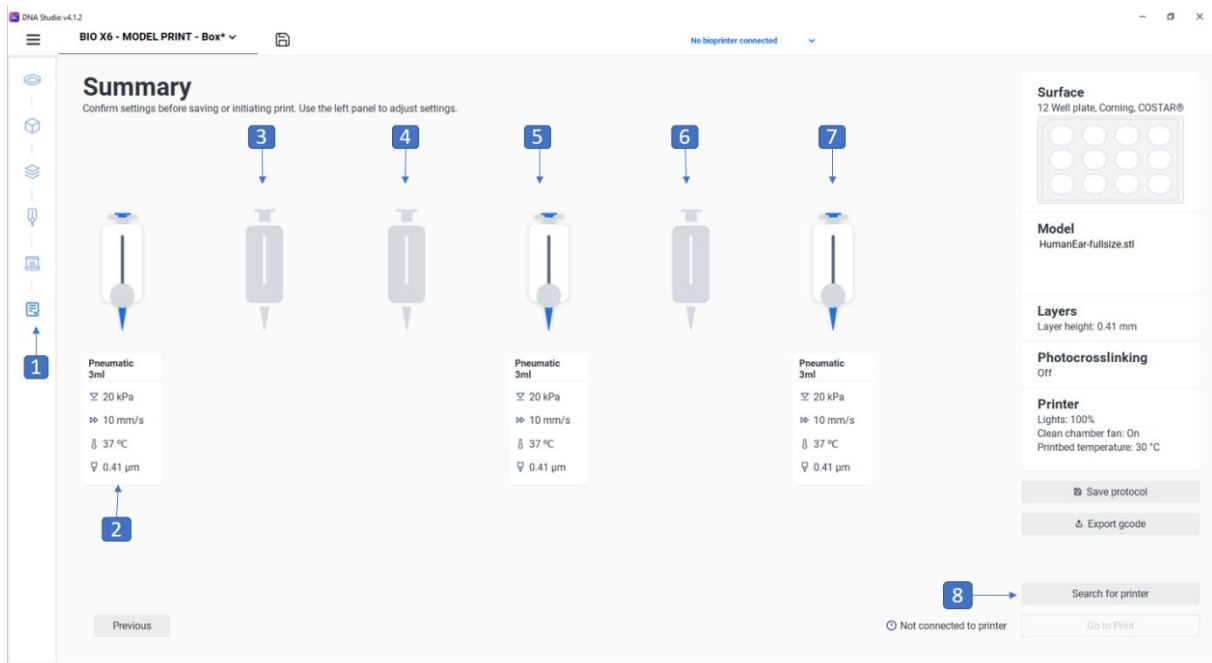 DNA Studio v4.1.2
BIO X6 - MODEL PRINT - Box*
No bioprinter connected
Summary
Confirm settings before saving or initiating print. Use the left panel to adjust settings.
3
4
5
6
7
1
Pneumatic
3ml
20 kPa
10 mm/s
37 ºC
0.41 µm
2
Pneumatic
3ml
20 kPa
10 mm/s
37 ºC
0.41 µm
Pneumatic
3ml
20 kPa
10 mm/s
37 ºC
0.41 µm
Surface
12 Well plate, Corning, COSTAR®
Model
HumanEar-fullsize.stl
Layers
Layer height: 0.41 mm
Photocrosslinking
Off
Printer
Lights: 100%
Clean chamber fan: On
Printbed temperature: 30 °C
Save protocol
Export gcode
8
Search for printer
Previous
Not connected to printer
Go to Print